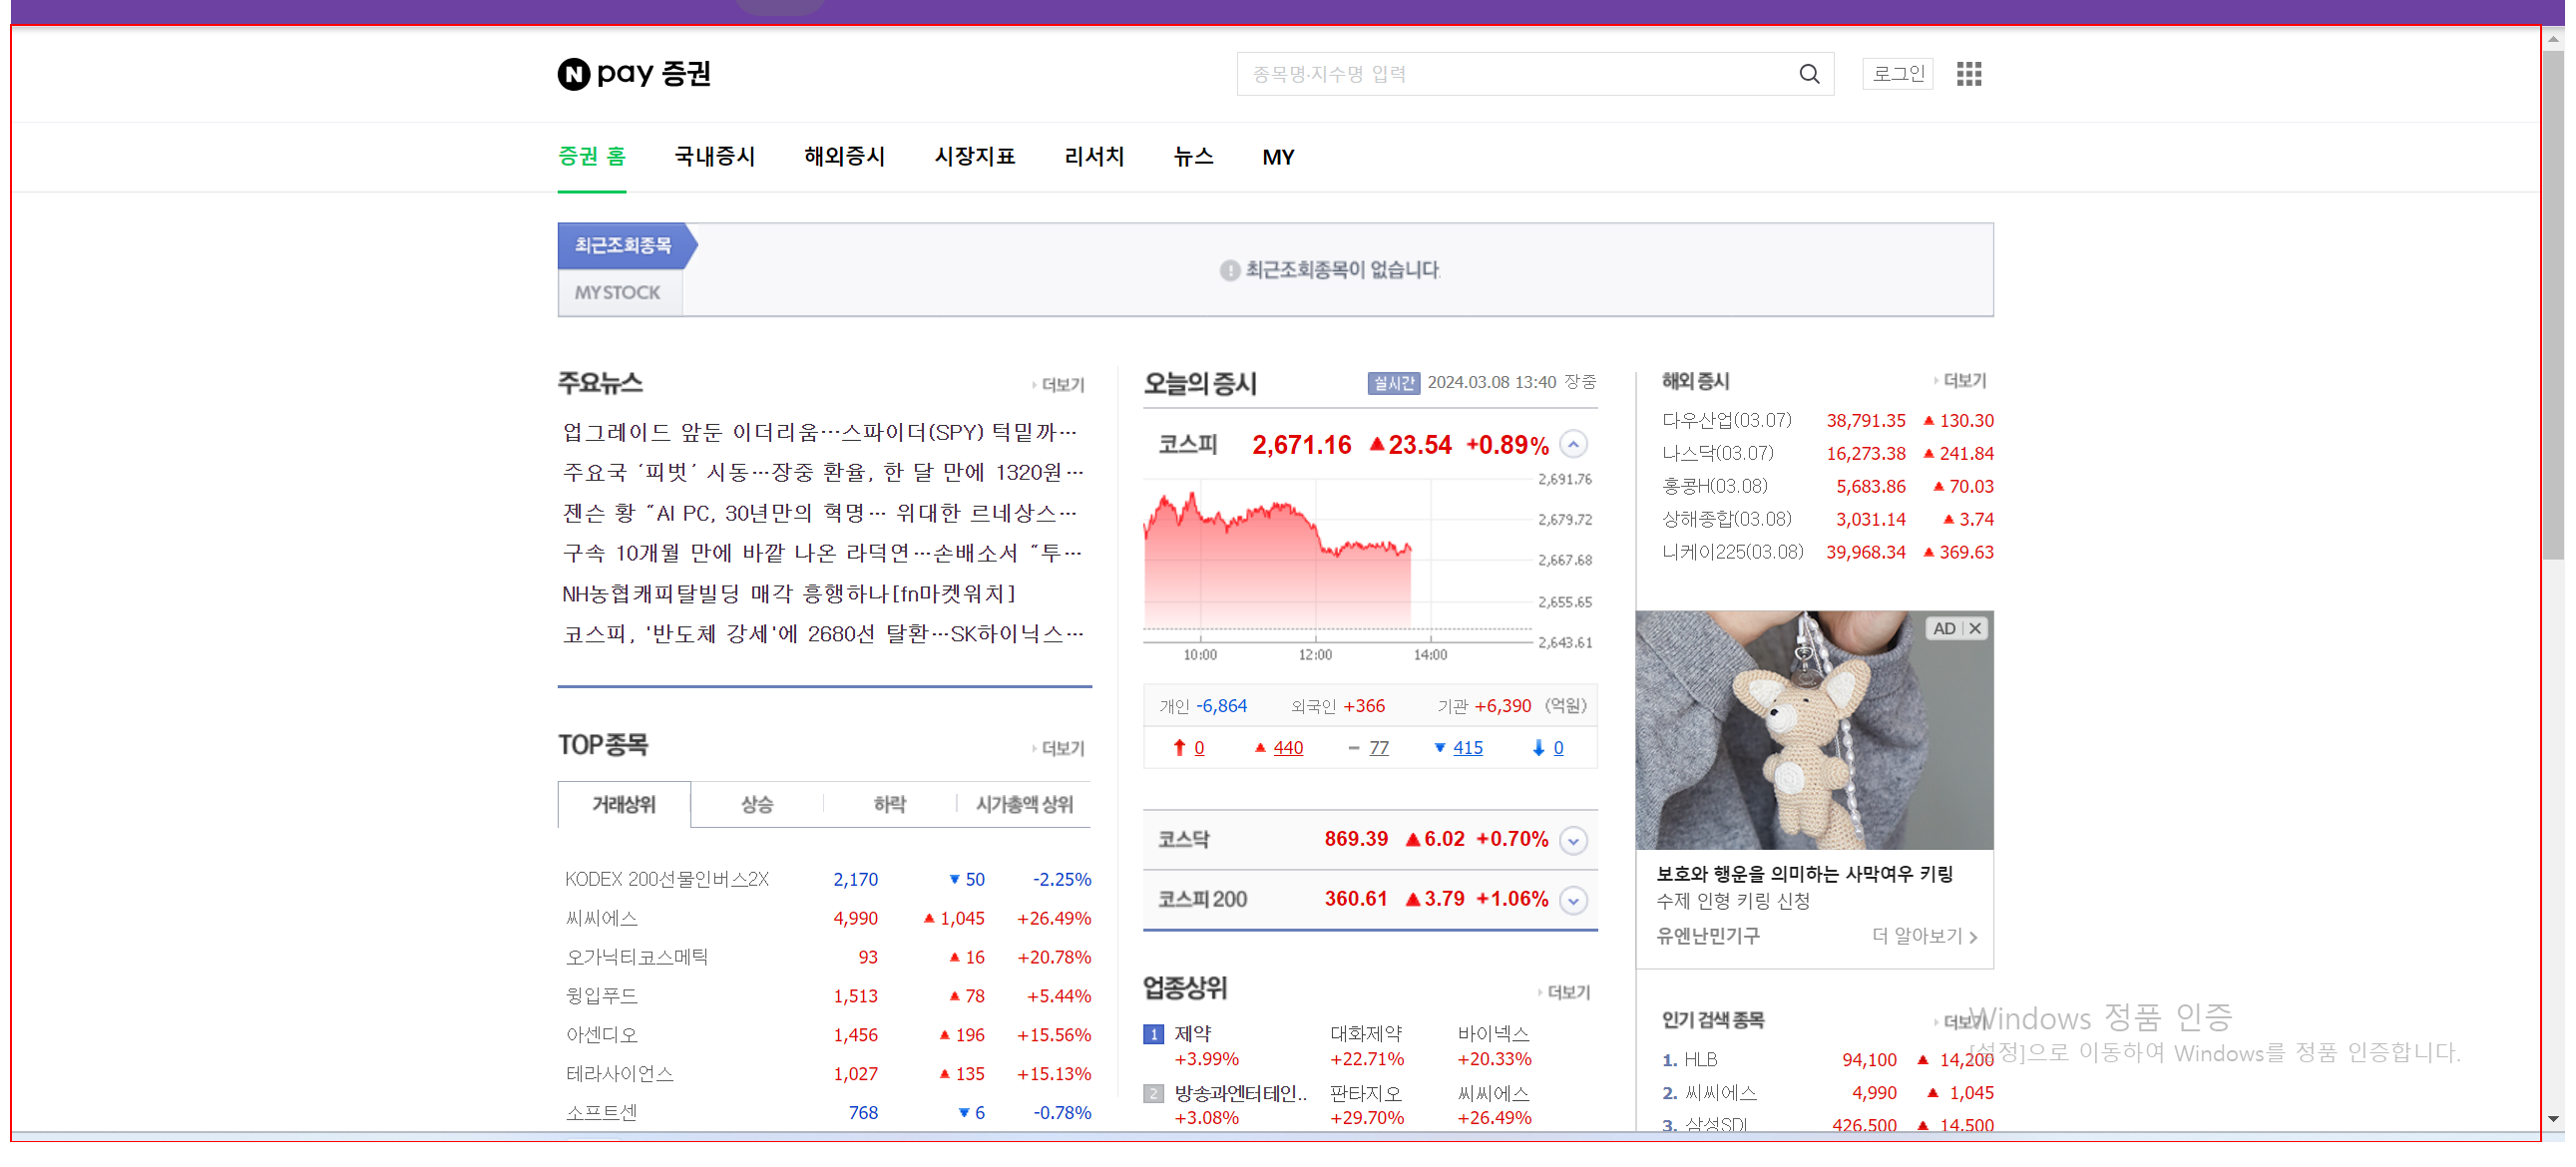 N pay 증권
종목명·지수명 입력
로그인
증권 홈 국내증시 해외증시 시장지표 리서치 뉴스 MY
최근조회종목
MY STOCK
최근조회종목이 없습니다.
주요뉴스 더보기
업그레이드 앞둔 이더리움…스파이더(SPY) 턱밑까…
주요국 ‘피벗’ 시동…장중 환율, 한 달 만에 1320원…
젠슨 황 “AI PC, 30년만의 혁명… 위대한 르네상스…
구속 10개월 만에 바깥 나온 라덕연…손배소서 “투…
NH농협캐피탈빌딩 매각 흥행하나[fn마켓워치]
코스피, '반도체 강세'에 2680선 탈환…SK하이닉스…
TOP 종목 더보기
거래상위 상승 하락 시가총액 상위
KODEX 200선물인버스2X 2,170 ▼ 50 -2.25%
씨씨에스 4,990 ▲ 1,045 +26.49%
오가닉티코스메틱 93 ▲ 16 +20.78%
윙입푸드 1,513 ▲ 78 +5.44%
아센디오 1,456 ▲ 196 +15.56%
테라사이언스 1,027 ▲ 135 +15.13%
소프트센 768 ▼ 6 -0.78%
오늘의 증시 실시간 2024.03.08 13:40 장중
코스피 2,671.16 ▲ 23.54 +0.89%
2,691.76
2,679.72
2,667.68
2,655.65
2,643.61
10:00 12:00 14:00
개인 -6,864 외국인 +366 기관 +6,390 (억원)
↑ 0 ▲ 440 − 77 ▼ 415 ↓ 0
코스닥 869.39 ▲ 6.02 +0.70%
코스피 200 360.61 ▲ 3.79 +1.06%
업종상위 더보기
1 제약 대화제약 바이넥스
+3.99% +22.71% +20.33%
2 방송과엔터테인.. 판타지오 씨씨에스
+3.08% +29.70% +26.49%
해외 증시 더보기
다우산업(03.07) 38,791.35 ▲ 130.30
나스닥(03.07) 16,273.38 ▲ 241.84
홍콩H(03.08) 5,683.86 ▲ 70.03
상해종합(03.08) 3,031.14 ▲ 3.74
니케이225(03.08) 39,968.34 ▲ 369.63
AD
보호와 행운을 의미하는 사막여우 키링
수제 인형 키링 신청
유엔난민기구 더 알아보기
인기 검색 종목 더보기
1. HLB 94,100 ▲ 14,200
2. 씨씨에스 4,990 ▲ 1,045
3. 삼성SDI 426,500 ▲ 14,500
Windows 정품 인증
[설정]으로 이동하여 Windows를 정품 인증합니다.